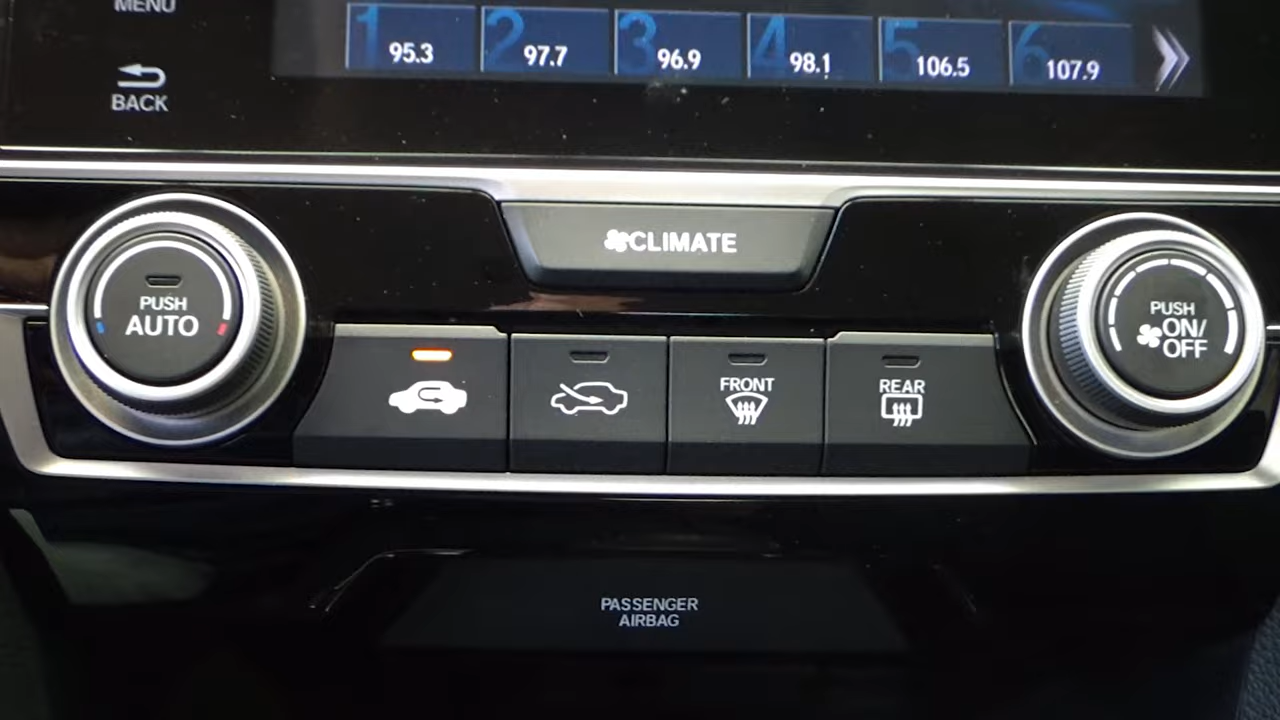 MENU
1 2 3 4 5 6
95.3 97.7 96.9 98.1 106.5 107.9
BACK
CLIMATE
PUSH
AUTO
FRONT
REAR
PUSH
ON/
OFF
PASSENGER
AIRBAG